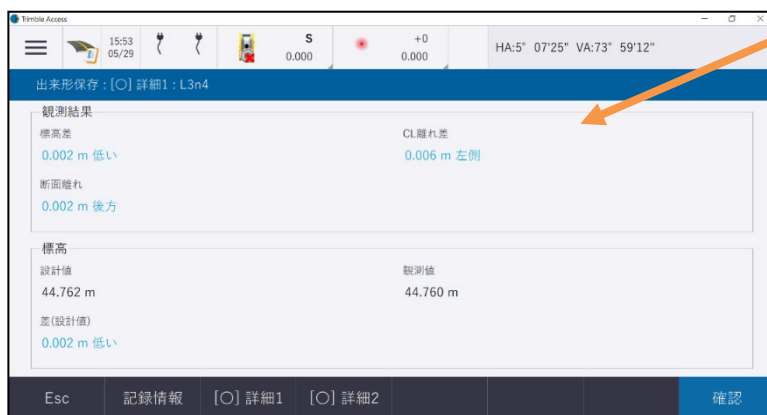 Trimble Access
15:53
05/29
S
0.000
+0
0.000
HA:5° 07'25" VA:73° 59'12"
出来形保存 : [○] 詳細1 : L3n4
観測結果
標高差
CL離れ差
0.002 m 低い
0.006 m 左側
断面離れ
0.002 m 後方
標高
設計値
観測値
44.762 m
44.760 m
差(設計値)
0.002 m 低い
Esc
記録情報
[○] 詳細1
[○] 詳細2
確認